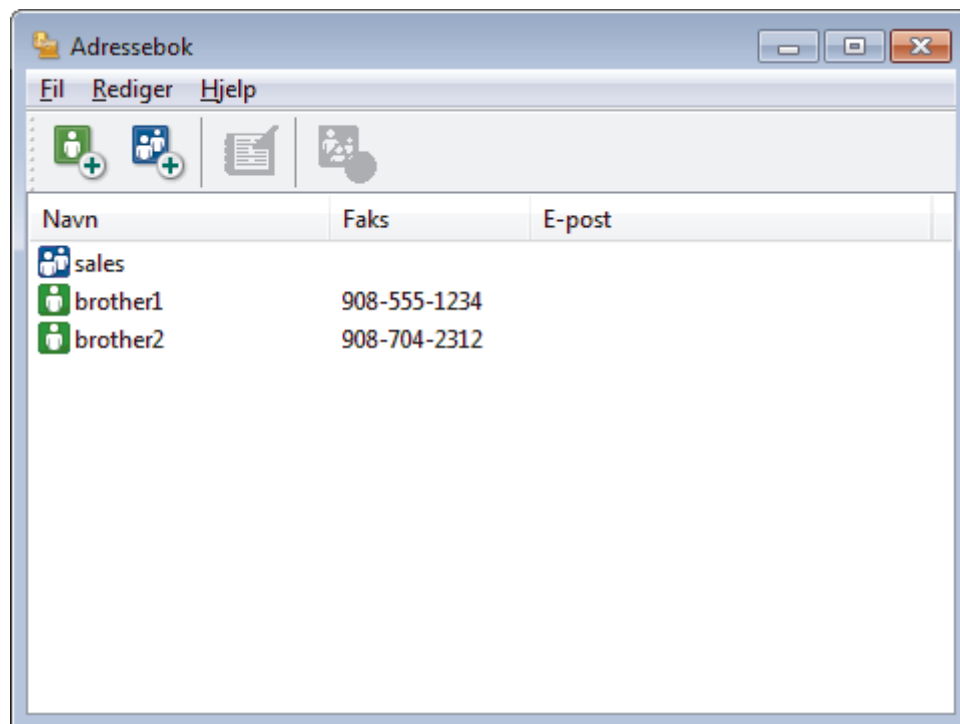 Adressebok
Fil Rediger Hjelp
Navn Faks E-post
sales
brother1 908-555-1234
brother2 908-704-2312